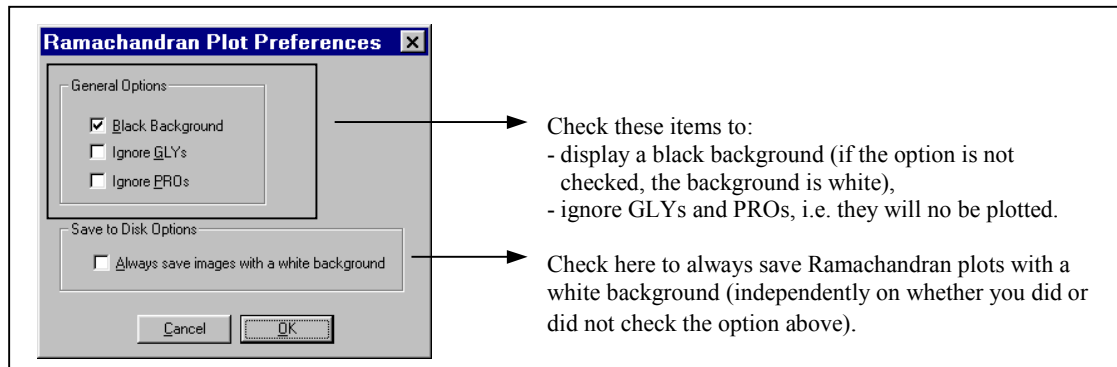 Ramachandran Plot Preferences
General Options
Black Background
Ignore GLYs
Ignore PROs
Save to Disk Options
Always save images with a white background
Cancel OK
Check these items to:
- display a black background (if the option is not
checked, the background is white),
- ignore GLYs and PROs, i.e. they will no be plotted.
Check here to always save Ramachandran plots with a
white background (independently on whether you did or
did not check the option above).